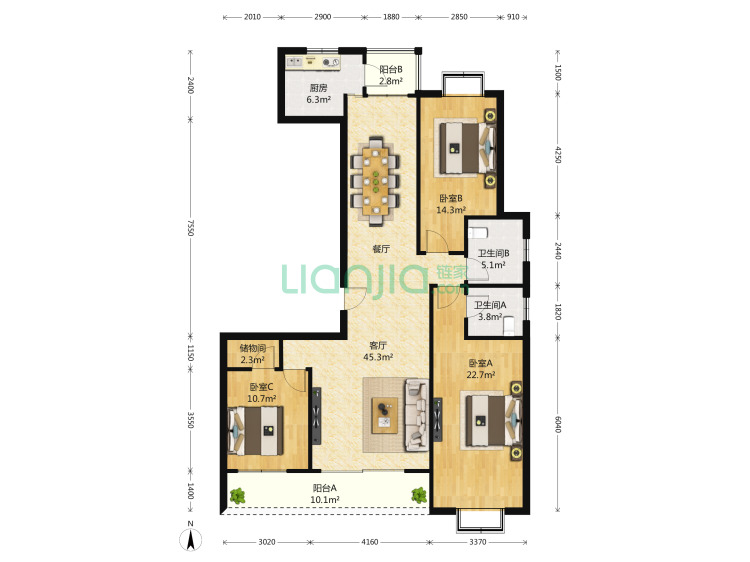 2010 2900 1880 2850 910
2400
7550
1150
3550
1400
1500
4250
2440
1820
6040
厨房
6.3m²
阳台B
2.8m²
卧室B
14.3m²
餐厅
卫生间B
5.1m²
Lianjia 链家
.com
卫生间A
3.8m²
储物间
2.3m²
客厅
45.3m²
卧室A
22.7m²
卧室C
10.7m²
阳台A
10.1m²
N
3020 4160 3370